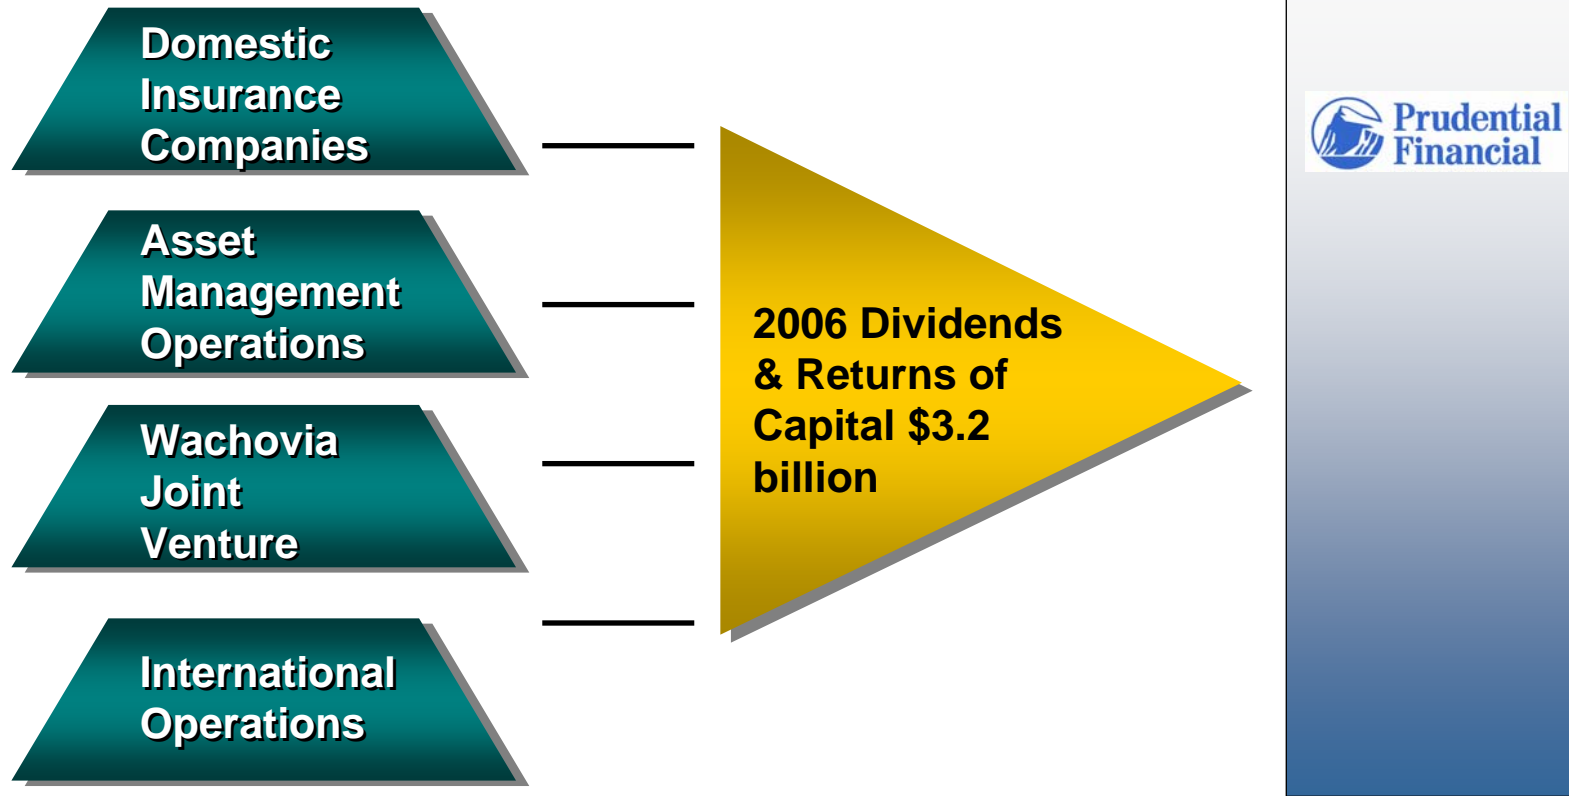 Domestic
Insurance
Companies
Asset
Management
Operations
Wachovia
Joint
Venture
International
Operations
2006 Dividends
& Returns of
Capital $3.2
billion
Prudential
Financial